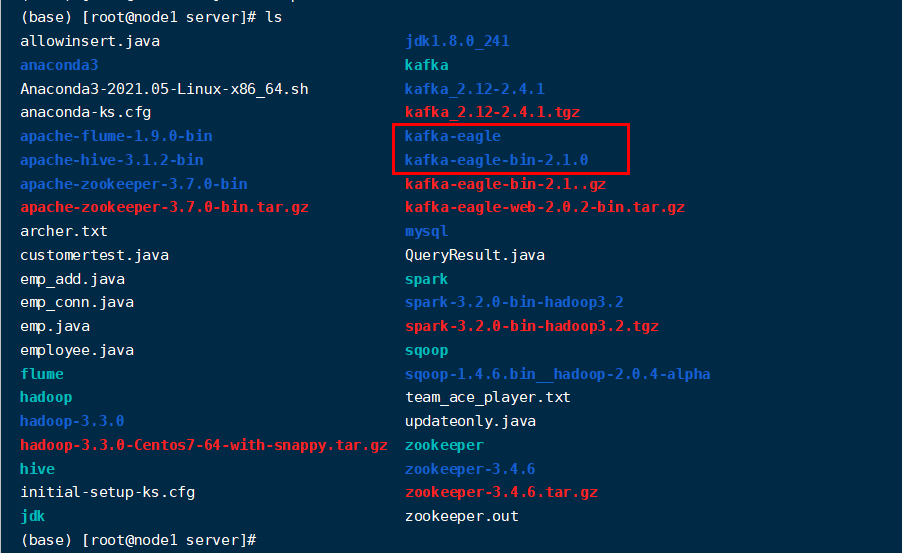 (base) [root@node1 server]# ls
allowinsert.java jdk1.8.0_241
anaconda3 kafka
Anaconda3-2021.05-Linux-x86_64.sh kafka_2.12-2.4.1
anaconda-ks.cfg kafka_2.12-2.4.1.tgz
apache-flume-1.9.0-bin kafka-eagle
apache-hive-3.1.2-bin kafka-eagle-bin-2.1.0
apache-zookeeper-3.7.0-bin kafka-eagle-bin-2.1..gz
apache-zookeeper-3.7.0-bin.tar.gz kafka-eagle-web-2.0.2-bin.tar.gz
archer.txt mysql
customertest.java QueryResult.java
emp_add.java spark
emp_conn.java spark-3.2.0-bin-hadoop3.2
emp.java spark-3.2.0-bin-hadoop3.2.tgz
employee.java sqoop
flume sqoop-1.4.6.bin__hadoop-2.0.4-alpha
hadoop team_ace_player.txt
hadoop-3.3.0 updateonly.java
hadoop-3.3.0-Centos7-64-with-snappy.tar.gz zookeeper
hive zookeeper-3.4.6
initial-setup-ks.cfg zookeeper-3.4.6.tar.gz
jdk zookeeper.out
(base) [root@node1 server]#